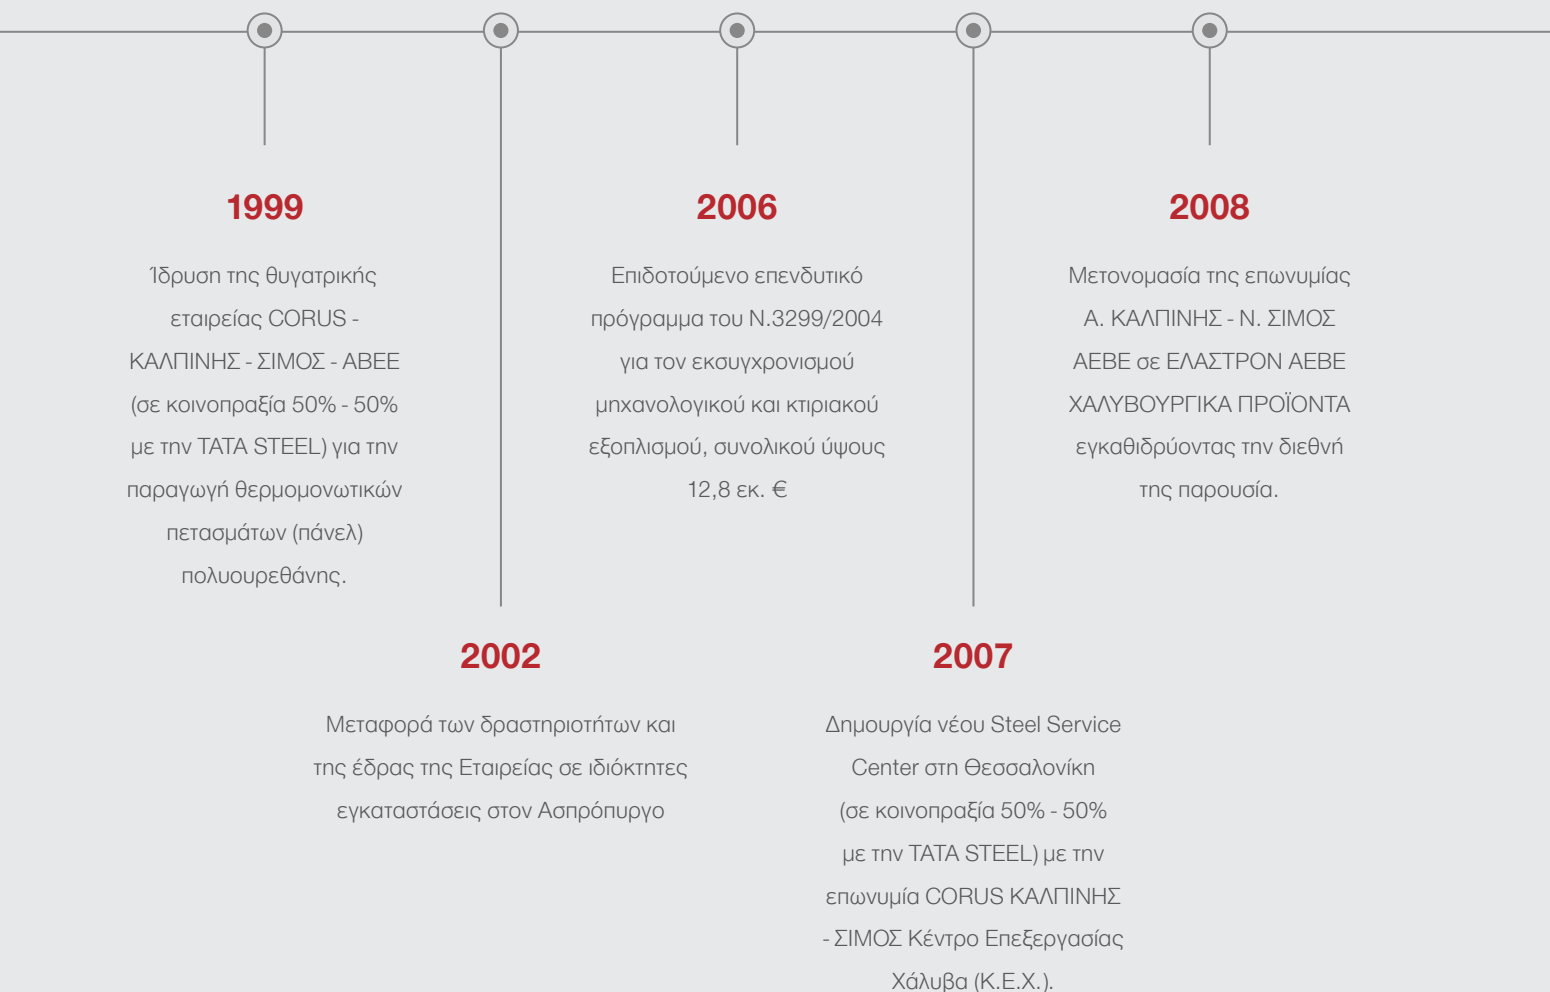 1999
Ίδρυση της θυγατρικής
εταιρείας CORUS -
ΚΑΛΠΙΝΗΣ - ΣΙΜΟΣ - ΑΒΕΕ
(σε κοινοπραξία 50% - 50%
με την TATA STEEL) για την
παραγωγή θερμομονωτικών
πετασμάτων (πάνελ)
πολυουρεθάνης.
2002
Μεταφορά των δραστηριοτήτων και
της έδρας της Εταιρείας σε ιδιόκτητες
εγκαταστάσεις στον Ασπρόπυργο
2006
Επιδοτούμενο επενδυτικό
πρόγραμμα του Ν.3299/2004
για τον εκσυγχρονισμού
μηχανολογικού και κτιριακού
εξοπλισμού, συνολικού ύψους
12,8 εκ. €
2007
Δημουργία νέου Steel Service
Center στη Θεσσαλονίκη
(σε κοινοπραξία 50% - 50%
με την TATA STEEL) με την
επωνυμία CORUS ΚΑΛΠΙΝΗΣ
- ΣΙΜΟΣ Κέντρο Επεξεργασίας
Χάλυβα (Κ.Ε.Χ.).
2008
Μετονομασία της επωνυμίας
Α. ΚΑΛΠΙΝΗΣ - Ν. ΣΙΜΟΣ
ΑΕΒΕ σε ΕΛΑΣΤΡΟΝ ΑΕΒΕ
ΧΑΛΥΒΟΥΡΓΙΚΑ ΠΡΟΪΟΝΤΑ
εγκαθιδρύοντας την διεθνή
της παρουσία.